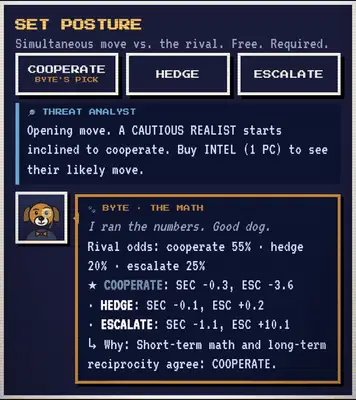 SET POSTURE
Simultaneous move vs. the rival. Free. Required.
COOPERATE
BYTE'S PICK
HEDGE
ESCALATE
THREAT ANALYST
Opening move. A CAUTIOUS REALIST starts
inclined to cooperate. Buy INTEL (1 PC) to see
their likely move.
BYTE · THE MATH
I ran the numbers. Good dog.
Rival odds: cooperate 55% · hedge
20% · escalate 25%
★ COOPERATE: SEC -0.3, ESC -3.6
· HEDGE: SEC -0.1, ESC +0.2
· ESCALATE: SEC -1.1, ESC +10.1
↳ Why: Short-term math and long-term
reciprocity agree: COOPERATE.